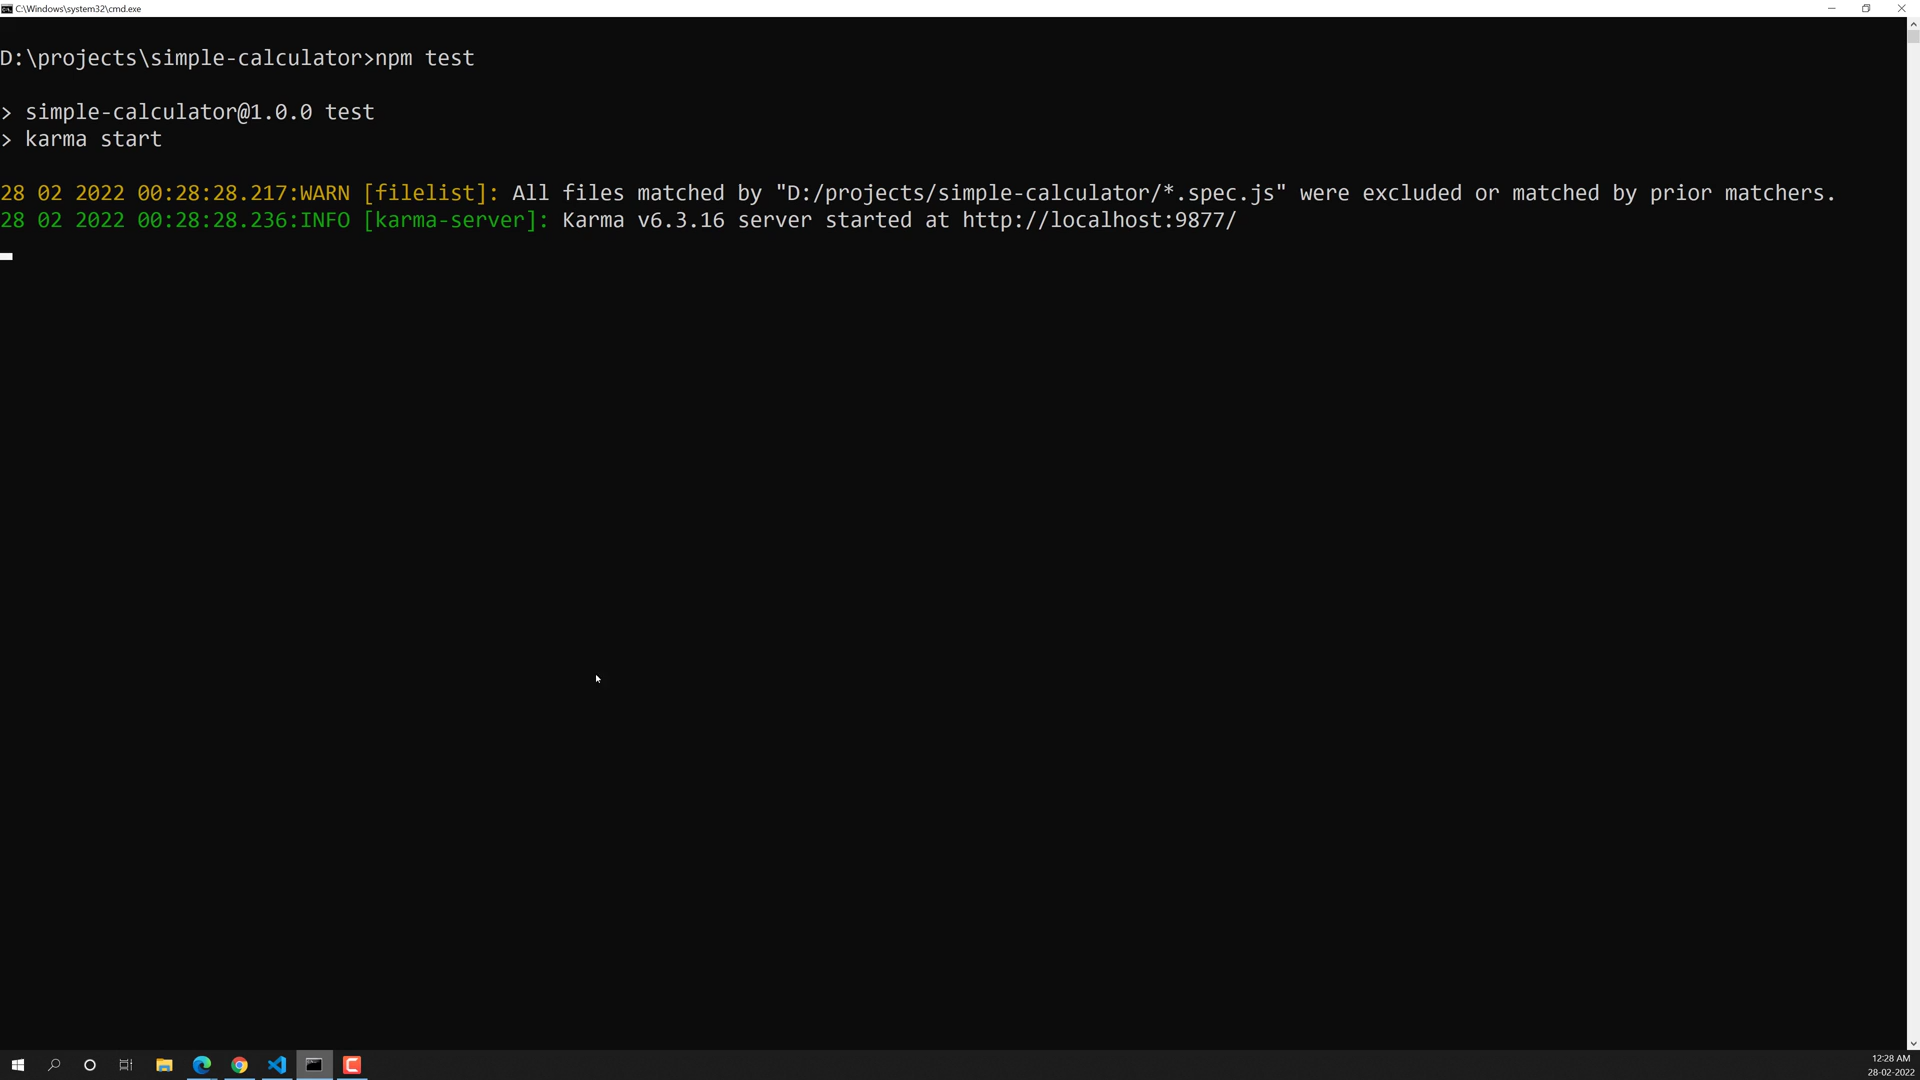 C:\Windows\system32\cmd.exe
D:\projects\simple-calculator>npm test
> simple-calculator@1.0.0 test
> karma start
28 02 2022 00:28:28.217:WARN [filelist]: All files matched by "D:/projects/simple-calculator/*.spec.js" were excluded or matched by prior matchers.
28 02 2022 00:28:28.236:INFO [karma-server]: Karma v6.3.16 server started at http://localhost:9877/
12:28 AM
28-02-2022